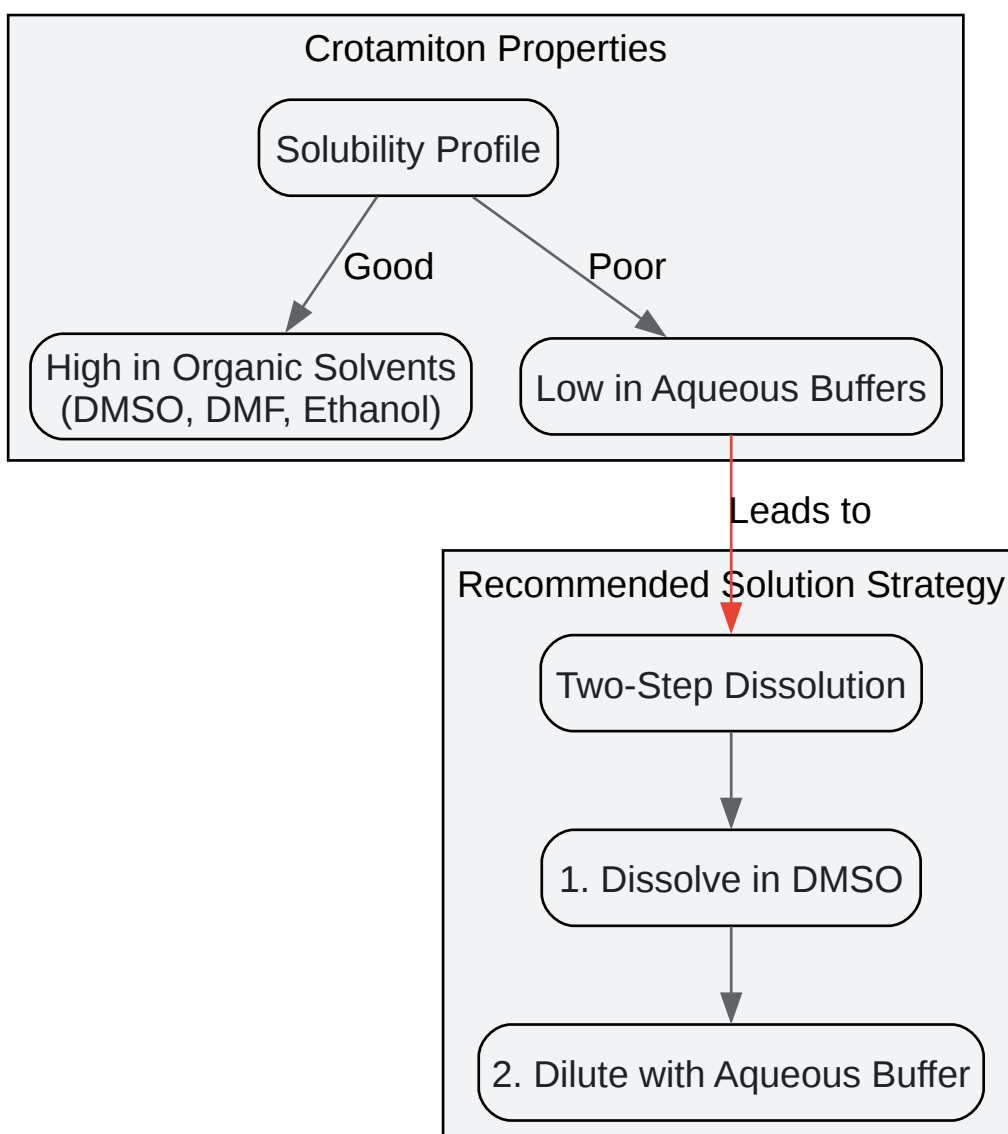 Crotamiton Properties
Solubility Profile
Good
Poor
High in Organic Solvents
(DMSO, DMF, Ethanol)
Low in Aqueous Buffers
Leads to
Recommended Solution Strategy
Two-Step Dissolution
1. Dissolve in DMSO
2. Dilute with Aqueous Buffer